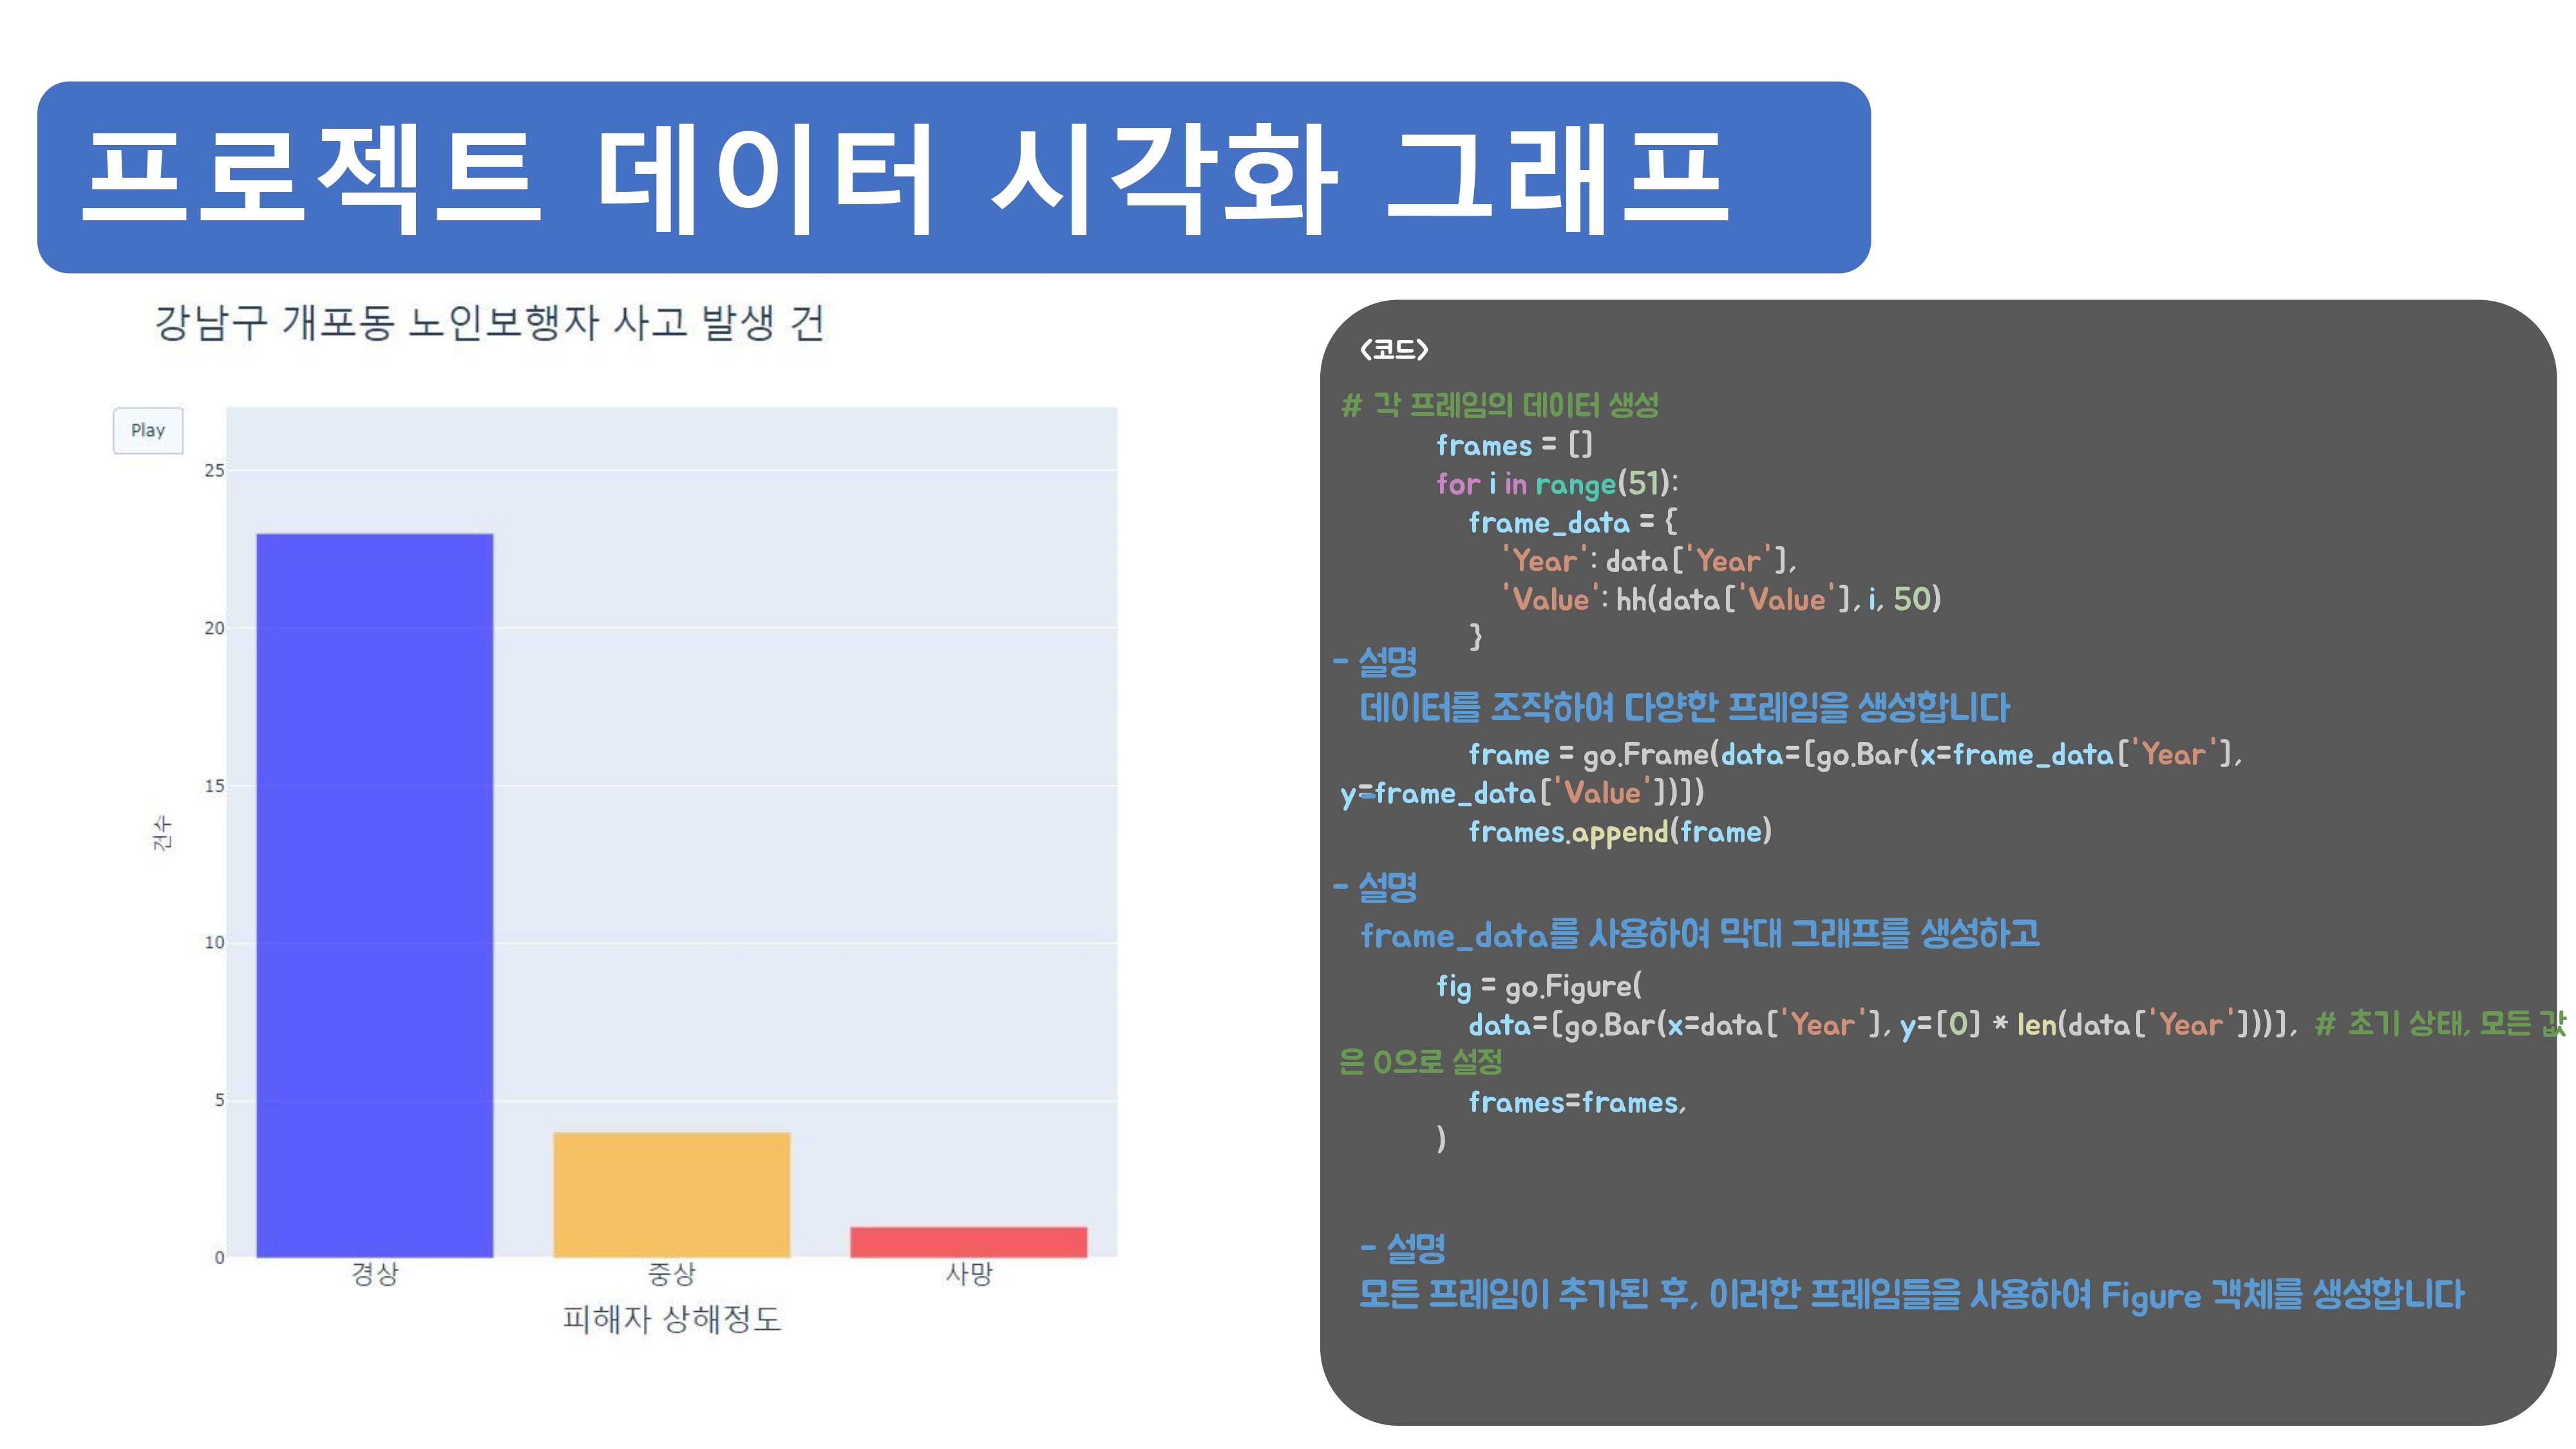 프로젝트 데이터 시각화 그래프
강남구 개포동 노인보행자 사고 발생 건
Play
25
20
15
10
5
0
건수
경상 중상 사망
피해자 상해정도
<코드>
# 각 프레임의 데이터 생성
frames = []
for i in range(51):
frame_data = {
'Year': data['Year'],
'Value': hh(data['Value'], i, 50)
}
- 설명
데이터를 조작하여 다양한 프레임을 생성합니다
frame = go.Frame(data=[go.Bar(x=frame_data['Year'],
y=frame_data['Value'])])
frames.append(frame)
- 설명
frame_data를 사용하여 막대 그래프를 생성하고
fig = go.Figure(
data=[go.Bar(x=data['Year'], y=[0] * len(data['Year']))], # 초기 상태, 모든 값
은 0으로 설정
frames=frames,
)
- 설명
모든 프레임이 추가된 후, 이러한 프레임들을 사용하여 Figure 객체를 생성합니다